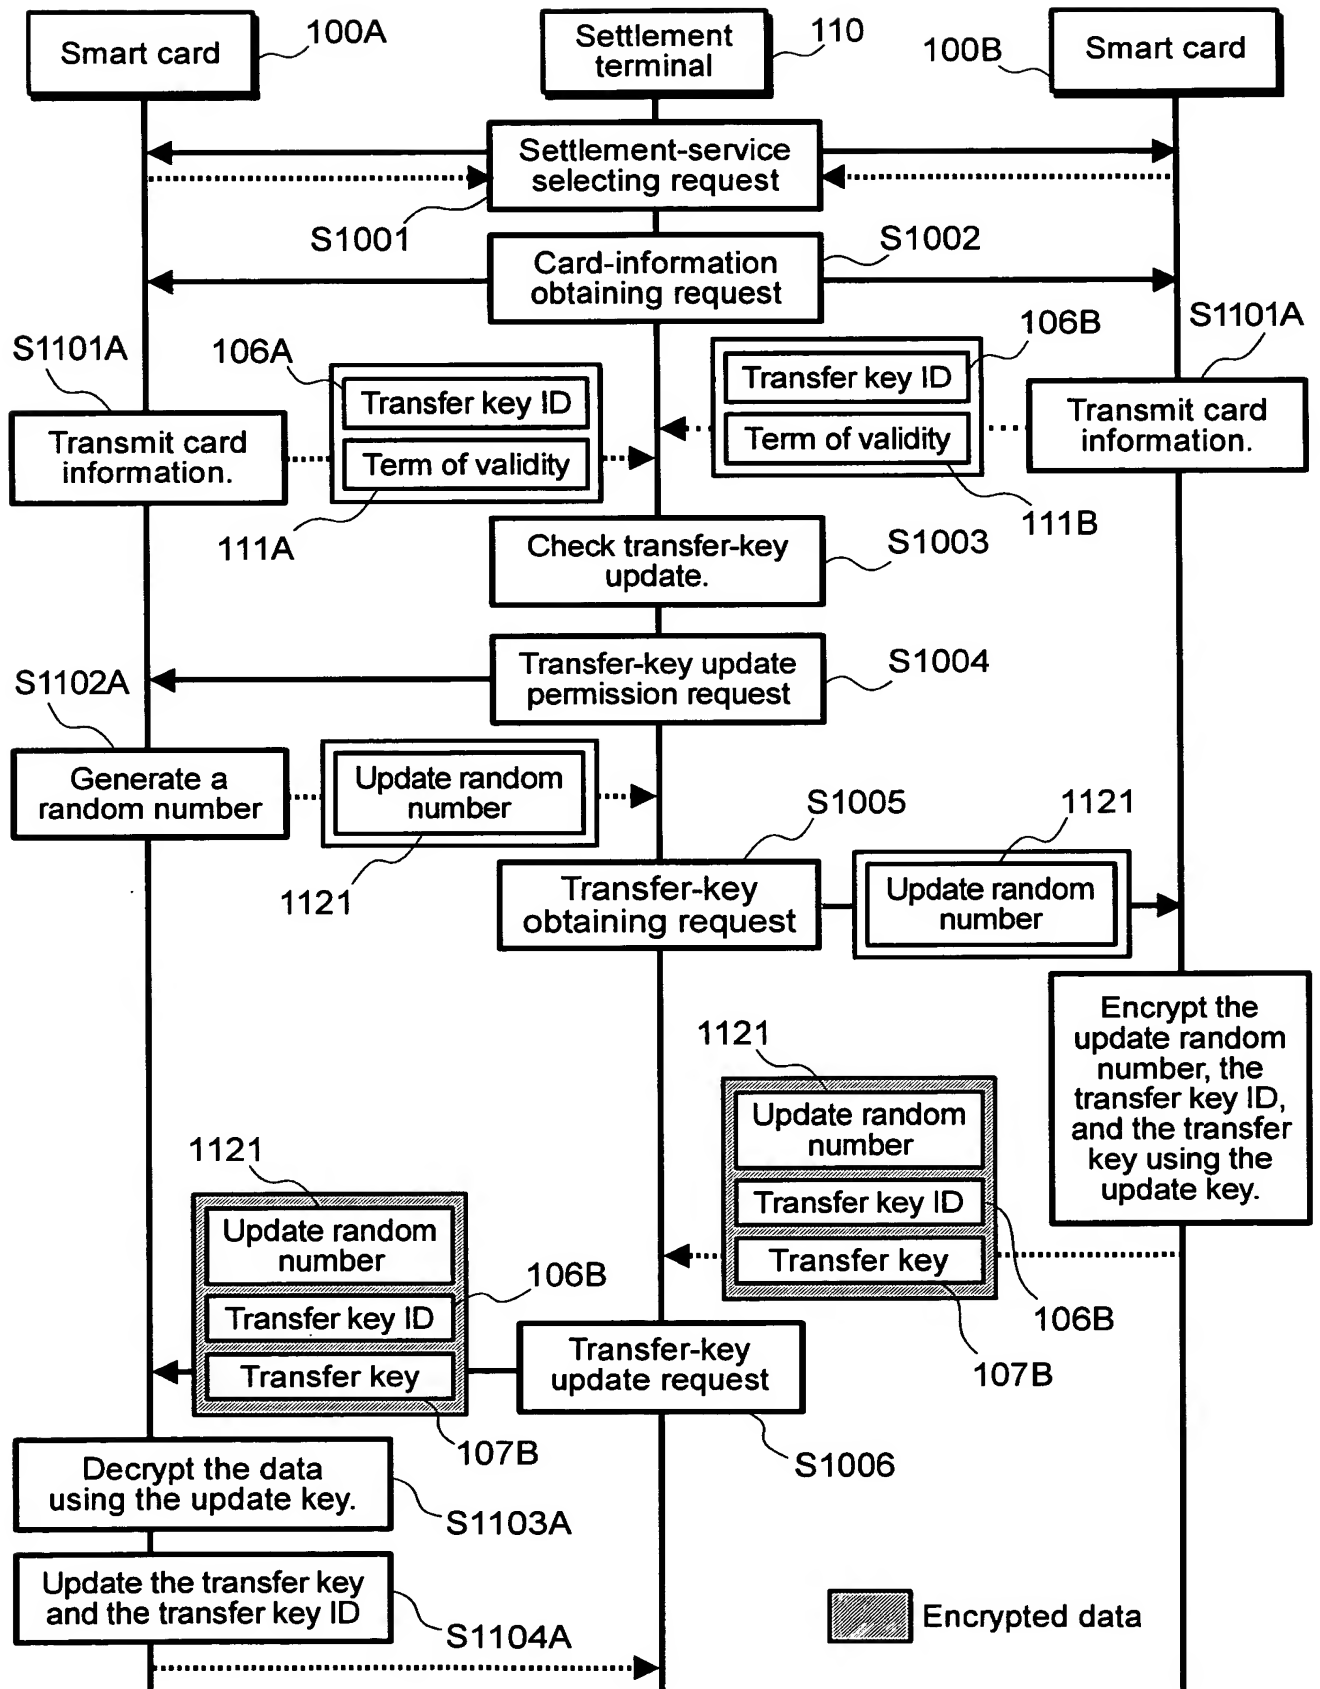 Smart card
100A
Settlement
terminal
110
100B
Smart card
Settlement-service
selecting request
S1001
Card-information
obtaining request
S1002
S1101A
106A
Transfer key ID
Term of validity
111A
Transmit card
information.
106B
Transfer key ID
Term of validity
111B
S1101A
Transmit card
information.
Check transfer-key
update.
S1003
Transfer-key update
permission request
S1004
S1102A
Generate a
random number
Update random
number
1121
S1005
Transfer-key
obtaining request
1121
Update random
number
Encrypt the
update random
number, the
transfer key ID,
and the transfer
key using the
update key.
1121
Update random
number
Transfer key ID
Transfer key
106B
107B
1121
Update random
number
106B
Transfer key ID
Transfer key
107B
Transfer-key
update request
S1006
Decrypt the data
using the update key.
S1103A
Update the transfer key
and the transfer key ID
S1104A
Encrypted data